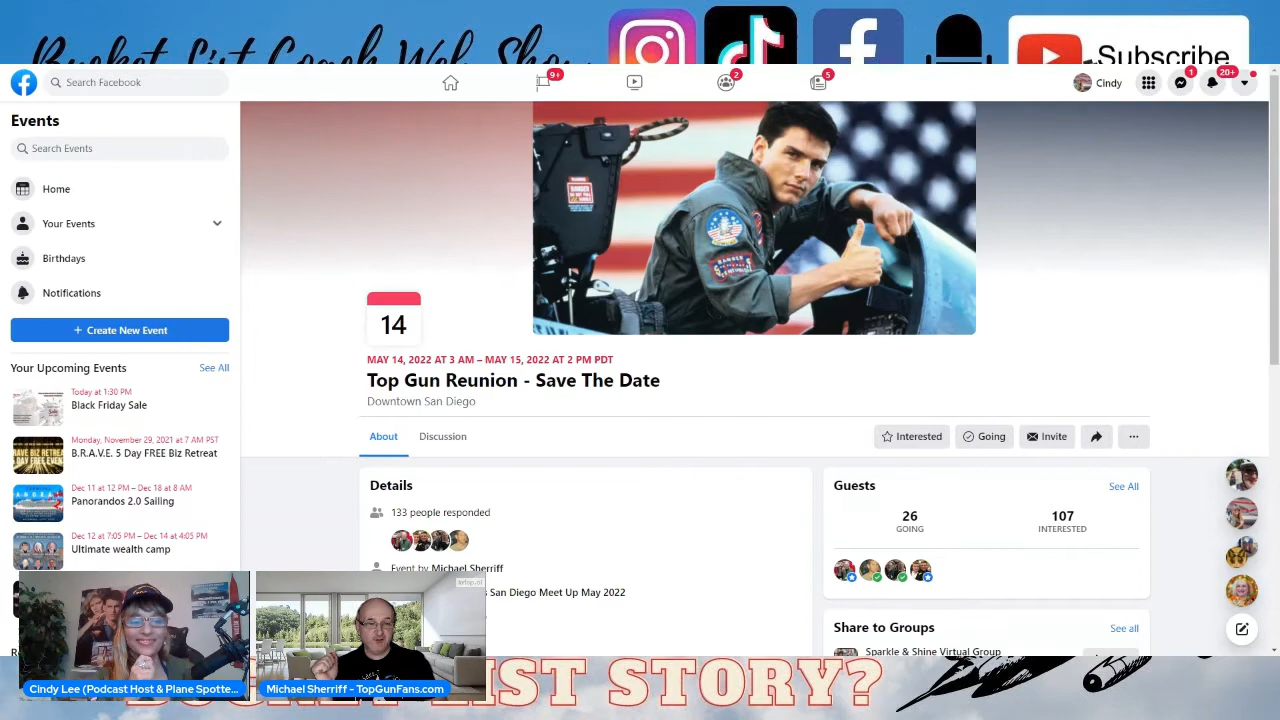 Bucket List Coach Web Show
Subscribe
Search Facebook
9+
2
5
Cindy
1
20+
Events
Search Events
Home
Your Events
Birthdays
Notifications
+ Create New Event
Your Upcoming Events
See All
Today at 1:30 PM
Black Friday Sale
Monday, November 29, 2021 at 7 AM PST
B.R.A.V.E. 5 Day FREE Biz Retreat
Dec 11 at 12 PM – Dec 18 at 8 AM
Panorandos 2.0 Sailing
Dec 12 at 7:05 PM – Dec 14 at 4:05 PM
Ultimate wealth camp
14
MAY 14, 2022 AT 3 AM – MAY 15, 2022 AT 2 PM PDT
Top Gun Reunion - Save The Date
Downtown San Diego
About
Discussion
Interested
Going
Invite
Details
133 people responded
Event by Michael Sherriff
San Diego Meet Up May 2022
Guests
See All
26
GOING
107
INTERESTED
Share to Groups
See all
Sparkle & Shine Virtual Group
Cindy Lee (Podcast Host & Plane Spotte...
Michael Sherriff - TopGunFans.com
IST STORY?